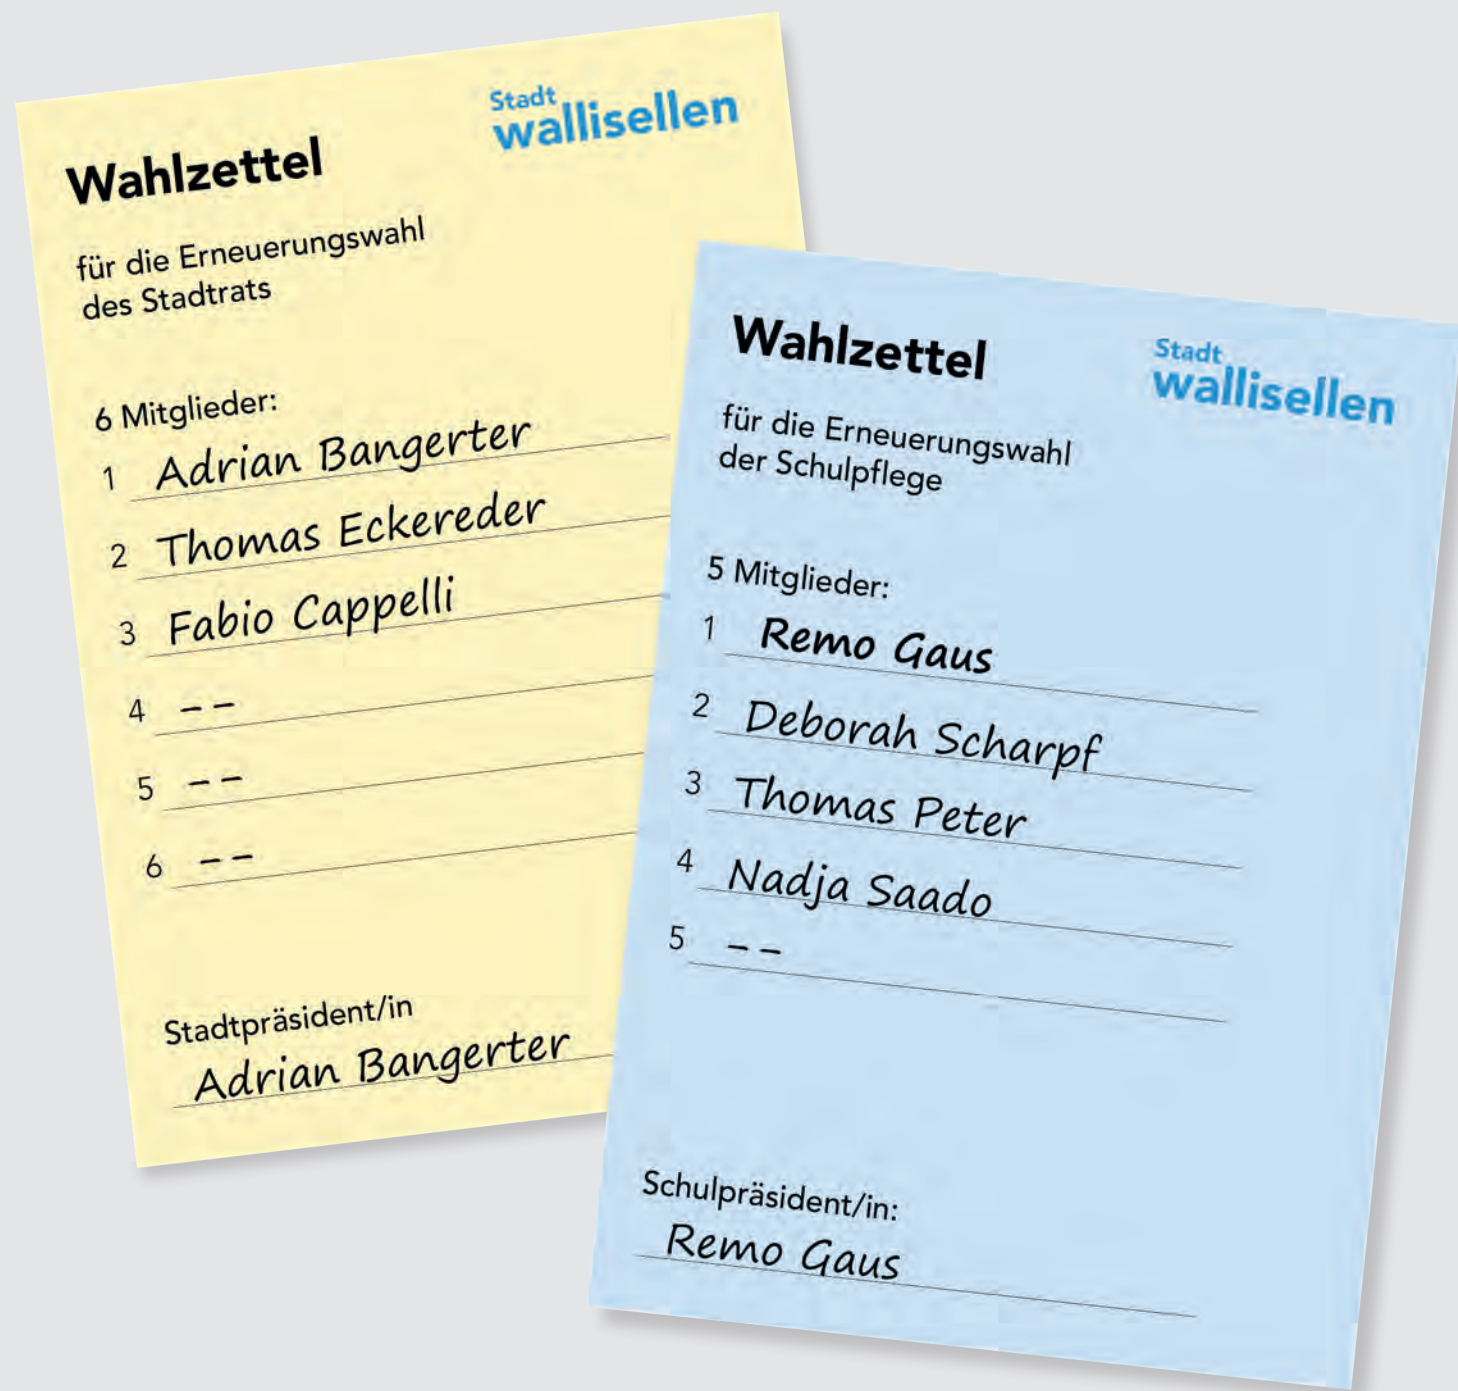 Wahlzettel
Stadt
wallisellen
für die Erneuerungswahl
des Stadtrats
6 Mitglieder:
1 Adrian Bangerter
2 Thomas Eckereder
3 Fabio Cappelli
4 – –
5 – –
6 – –
Stadtpräsident/in
Adrian Bangerter
Wahlzettel
Stadt
wallisellen
für die Erneuerungswahl
der Schulpflege
5 Mitglieder:
1 Remo Gaus
2 Deborah Scharpf
3 Thomas Peter
4 Nadja Saado
5 – –
Schulpräsident/in:
Remo Gaus